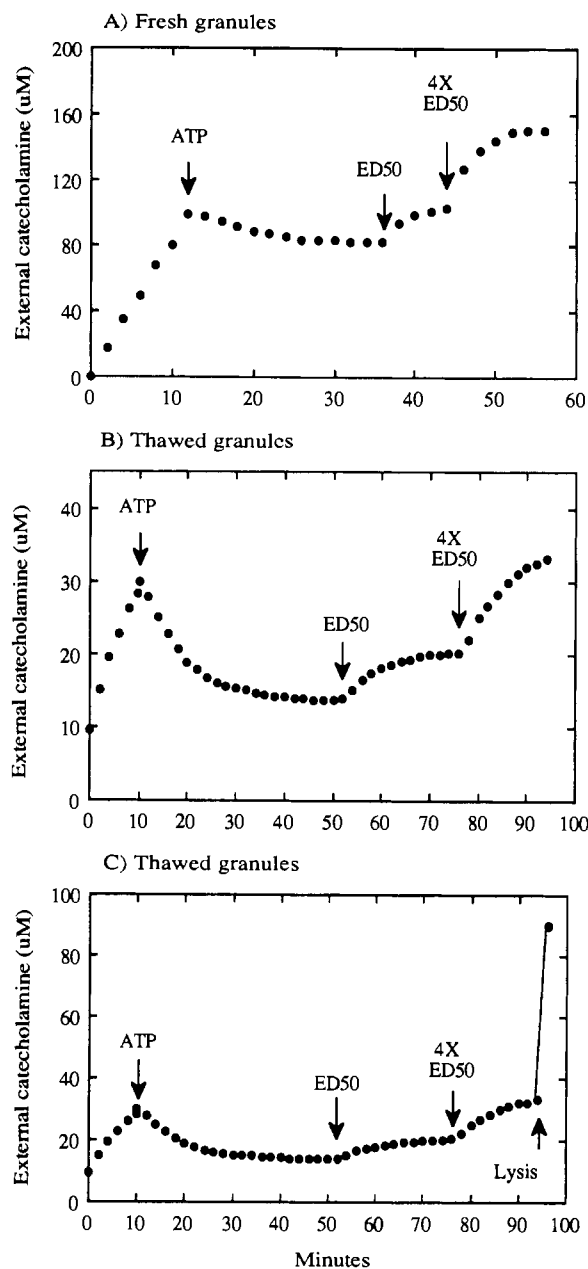 A) Fresh granules
External catecholamine (uM)
200
160
120
80
40
0
ATP
ED50
4X
ED50
0 10 20 30 40 50 60
B) Thawed granules
External catecholamine (uM)
40
30
20
10
0
ATP
ED50
4X
ED50
0 10 20 30 40 50 60 70 80 90 100
C) Thawed granules
External catecholamine (uM)
100
80
60
40
20
0
ATP
ED50
4X
ED50
Lysis
0 10 20 30 40 50 60 70 80 90 100
Minutes